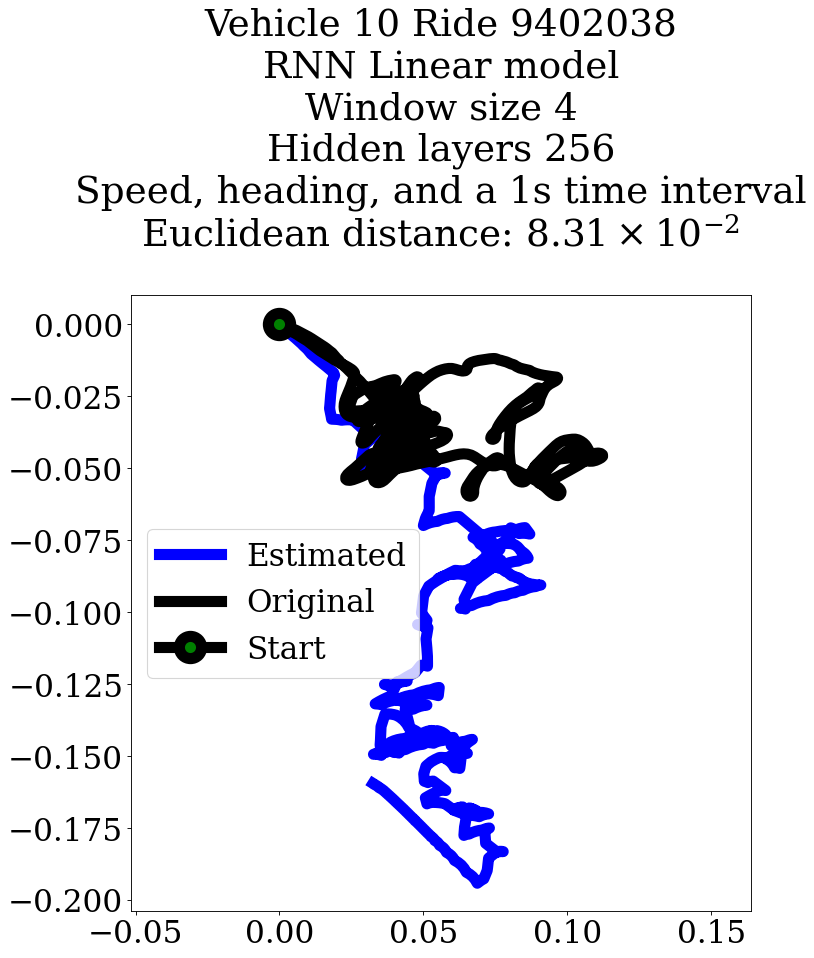 Vehicle 10 Ride 9402038
RNN Linear model
Window size 4
Hidden layers 256
Speed, heading, and a 1s time interval
Euclidean distance: 8.31 × 10⁻²
0.000
−0.025
−0.050
−0.075
−0.100
−0.125
−0.150
−0.175
−0.200
Estimated
Original
Start
−0.05
0.00
0.05
0.10
0.15